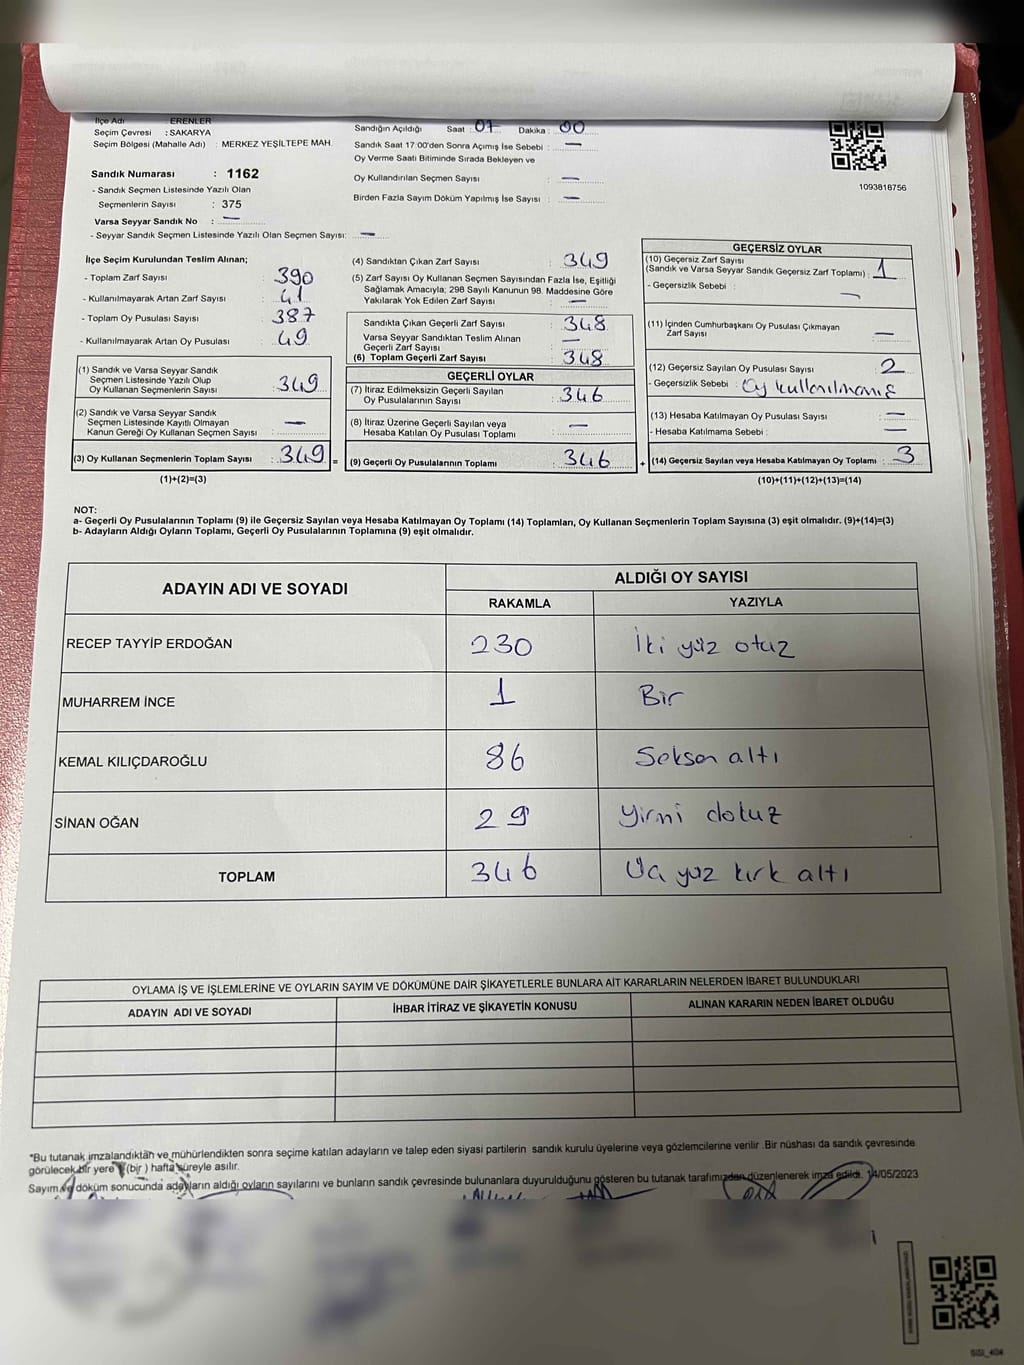 İlçe Adı : ERENLER
Seçim Çevresi : SAKARYA
Seçim Bölgesi (Mahalle Adı) : MERKEZ YEŞİLTEPE MAH.
Sandık Numarası : 1162
- Sandık Seçmen Listesinde Yazılı Olan
Seçmenlerin Sayısı : 375
Varsa Seyyar Sandık No : —
- Seyyar Sandık Seçmen Listesinde Yazılı Olan Seçmen Sayısı: —
Sandığın Açıldığı Saat : 07 Dakika : 00
Sandık Saat 17:00'den Sonra Açımış İse Sebebi : —
Oy Verme Saati Bitiminde Sırada Bekleyen ve
Oy Kullandırılan Seçmen Sayısı : —
Birden Fazla Sayım Döküm Yapılmış İse Sayısı : —
1093818756
İlçe Seçim Kurulundan Teslim Alınan;
- Toplam Zarf Sayısı : 390
- Kullanılmayarak Artan Zarf Sayısı : 41
- Toplam Oy Pusulası Sayısı : 387
- Kullanılmayarak Artan Oy Pusulası : 49
(1) Sandık ve Varsa Seyyar Sandık
Seçmen Listesinde Yazılı Olup
Oy Kullanan Seçmenlerin Sayısı : 349
(2) Sandık ve Varsa Seyyar Sandık
Seçmen Listesinde Kayıtlı Olmayan
Kanun Gereği Oy Kullanan Seçmen Sayısı : —
(3) Oy Kullanan Seçmenlerin Toplam Sayısı : 349 =
(1)+(2)=(3)
(4) Sandıktan Çıkan Zarf Sayısı : 349
(5) Zarf Sayısı Oy Kullanan Seçmen Sayısından Fazla İse, Eşitliği
Sağlamak Amacıyla; 298 Sayılı Kanunun 98. Maddesine Göre
Yakılarak Yok Edilen Zarf Sayısı : —
Sandıkta Çıkan Geçerli Zarf Sayısı : 348
Varsa Seyyar Sandıktan Teslim Alınan
Geçerli Zarf Sayısı : —
(6) Toplam Geçerli Zarf Sayısı : 348
GEÇERLİ OYLAR
(7) İtiraz Edilmeksizin Geçerli Sayılan
Oy Pusulalarının Sayısı : 346
(8) İtiraz Üzerine Geçerli Sayılan veya
Hesaba Katılan Oy Pusulası Toplamı : —
(9) Geçerli Oy Pusulalarının Toplamı : 346 +
GEÇERSİZ OYLAR
(10) Geçersiz Zarf Sayısı
(Sandık ve Varsa Seyyar Sandık Geçersiz Zarf Toplamı) : 1
- Geçersizlik Sebebi : —
(11) İçinden Cumhurbaşkanı Oy Pusulası Çıkmayan
Zarf Sayısı : —
(12) Geçersiz Sayılan Oy Pusulası Sayısı : 2
- Geçersizlik Sebebi : Oy kullanılmamış
(13) Hesaba Katılmayan Oy Pusulası Sayısı : —
- Hesaba Katılmama Sebebi : —
(14) Geçersiz Sayılan veya Hesaba Katılmayan Oy Toplamı : 3
(10)+(11)+(12)+(13)=(14)
NOT:
a- Geçerli Oy Pusulalarının Toplamı (9) ile Geçersiz Sayılan veya Hesaba Katılmayan Oy Toplamı (14) Toplamları, Oy Kullanan Seçmenlerin Toplam Sayısına (3) eşit olmalıdır. (9)+(14)=(3)
b- Adayların Aldığı Oyların Toplamı, Geçerli Oy Pusulalarının Toplamına (9) eşit olmalıdır.
ADAYIN ADI VE SOYADI
ALDIĞI OY SAYISI
RAKAMLA YAZIYLA
RECEP TAYYİP ERDOĞAN 230 İki yüz otuz
MUHARREM İNCE 1 Bir
KEMAL KILIÇDAROĞLU 86 Seksen altı
SİNAN OĞAN 29 Yirmi dokuz
TOPLAM 346 Üç yüz kırk altı
OYLAMA İŞ VE İŞLEMLERİNE VE OYLARIN SAYIM VE DÖKÜMÜNE DAİR ŞİKAYETLERLE BUNLARA AİT KARARLARIN NELERDEN İBARET BULUNDUKLARI
ADAYIN ADI VE SOYADI İHBAR İTİRAZ VE ŞİKAYETİN KONUSU ALINAN KARARIN NEDEN İBARET OLDUĞU
*Bu tutanak imzalandıktan ve mühürlendikten sonra seçime katılan adayların ve talep eden siyasi partilerin sandık kurulu üyelerine veya gözlemcilerine verilir .Bir nüshası da sandık çevresinde
görülecek bir yere 1 (bir ) hafta süreyle asılır.
Sayım ve döküm sonucunda adayların aldığı oyların sayılarını ve bunların sandık çevresinde bulunanlara duyurulduğunu gösteren bu tutanak tarafımızdan düzenlenerek imza edildi. 14/05/2023